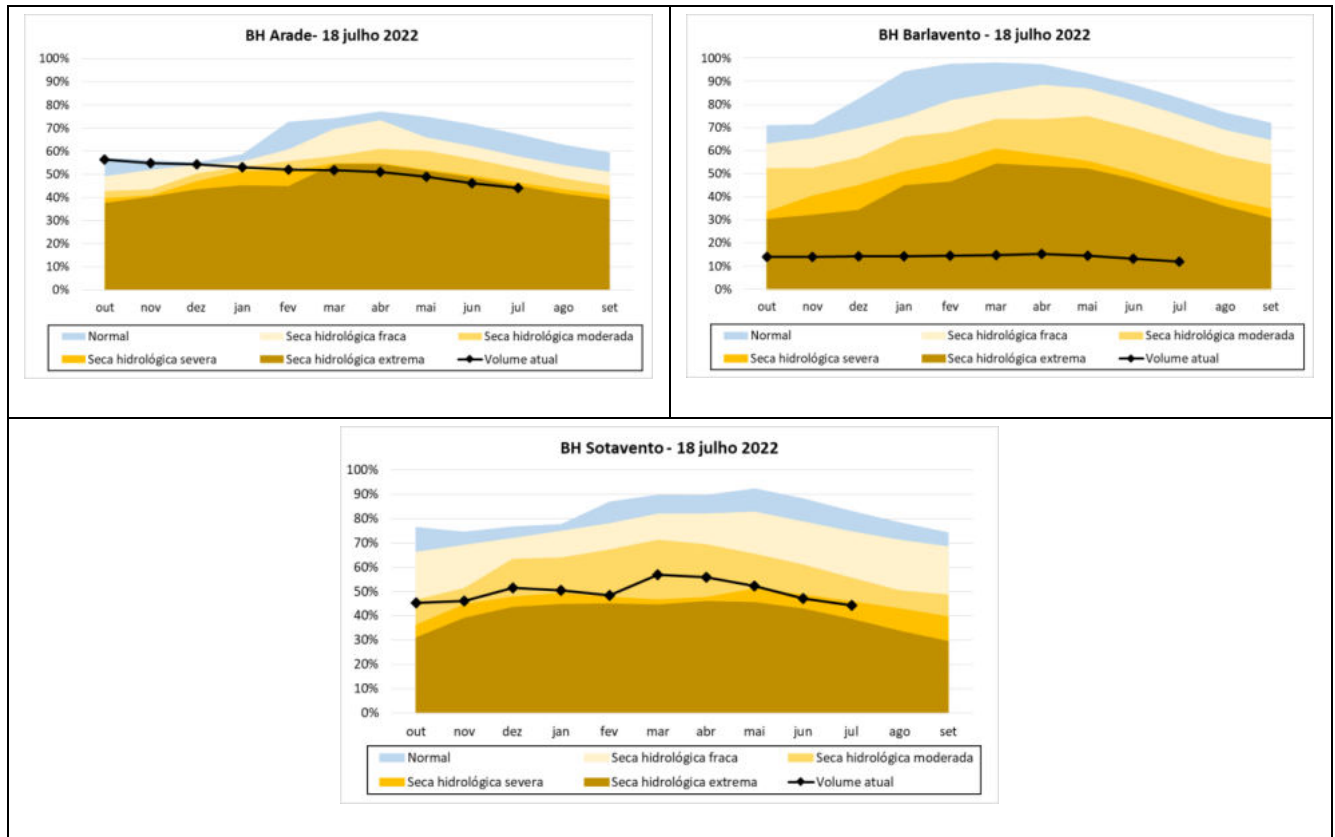 BH Arade- 18 julho 2022
100%
90%
80%
70%
60%
50%
40%
30%
20%
10%
0%
out nov dez jan fev mar abr mai jun jul ago set
Normal Seca hidrológica fraca Seca hidrológica moderada
Seca hidrológica severa Seca hidrológica extrema Volume atual
BH Barlavento - 18 julho 2022
100%
90%
80%
70%
60%
50%
40%
30%
20%
10%
0%
out nov dez jan fev mar abr mai jun jul ago set
Normal Seca hidrológica fraca Seca hidrológica moderada
Seca hidrológica severa Seca hidrológica extrema Volume atual
BH Sotavento - 18 julho 2022
100%
90%
80%
70%
60%
50%
40%
30%
20%
10%
0%
out nov dez jan fev mar abr mai jun jul ago set
Normal Seca hidrológica fraca Seca hidrológica moderada
Seca hidrológica severa Seca hidrológica extrema Volume atual